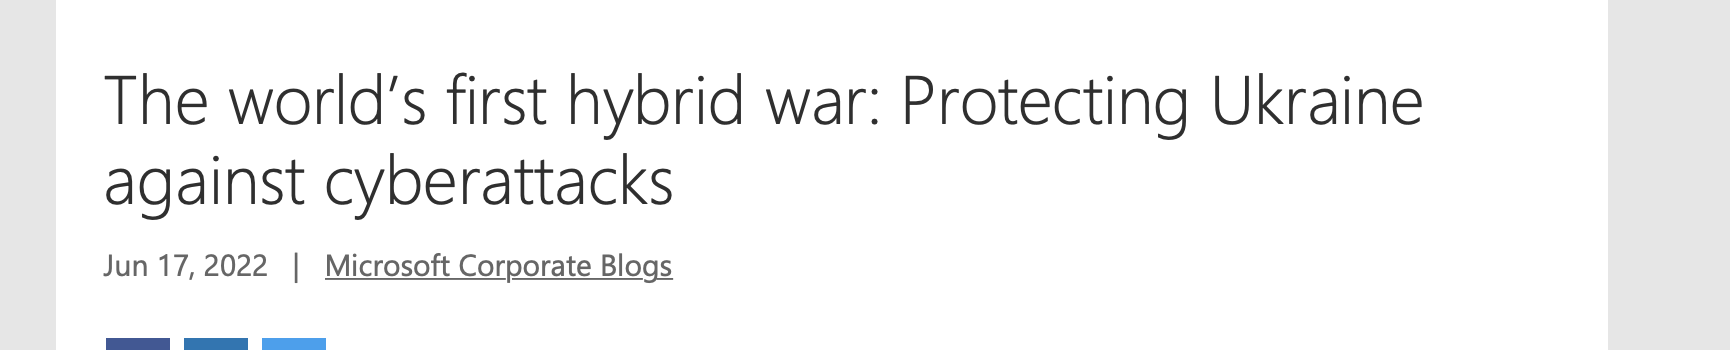 The world’s first hybrid war: Protecting Ukraine
against cyberattacks
Jun 17, 2022 | Microsoft Corporate Blogs